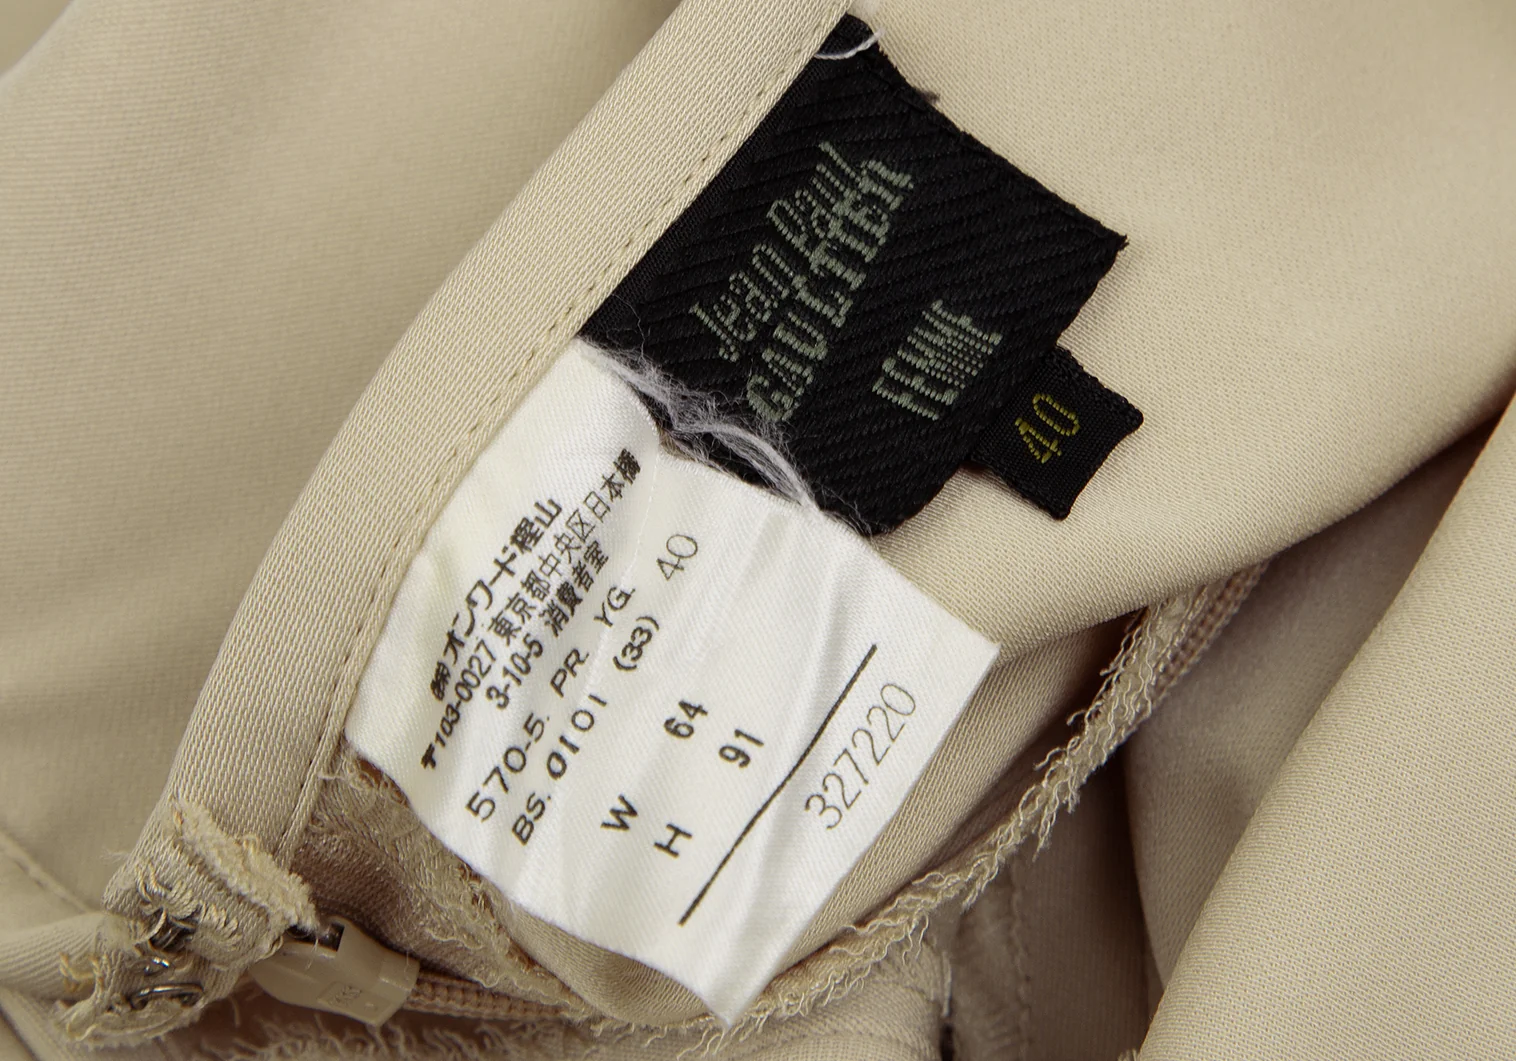 Jean Paul
GAULTIER
FEMME
40
㈱オンワード樫山
〒103-0027 東京都中央区日本橋
3-10-5 消費者室
570-5. PR. YG. 40
BS. 0101 (33)
W 64
H 91
327220